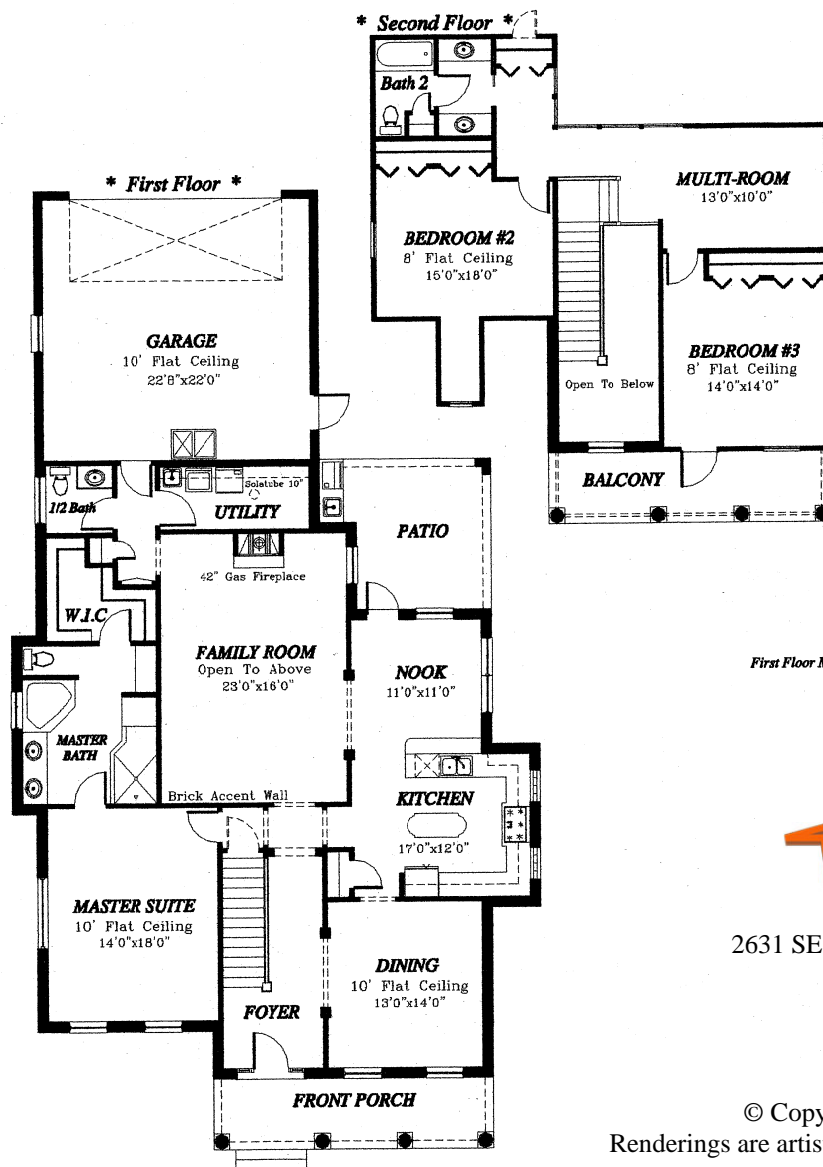 * Second Floor *
Bath 2
MULTI-ROOM
13'0"x10'0"
BEDROOM #2
8' Flat Ceiling
15'0"x18'0"
BEDROOM #3
8' Flat Ceiling
14'0"x14'0"
Open To Below
BALCONY
* First Floor *
GARAGE
10' Flat Ceiling
22'8"x22'0"
1/2 Bath
Solatube 10"
UTILITY
PATIO
42" Gas Fireplace
W.I.C
FAMILY ROOM
Open To Above
23'0"x16'0"
NOOK
11'0"x11'0"
MASTER
BATH
Brick Accent Wall
KITCHEN
17'0"x12'0"
MASTER SUITE
10' Flat Ceiling
14'0"x18'0"
DINING
10' Flat Ceiling
13'0"x14'0"
FOYER
FRONT PORCH
First Floor
2631 SE
© Copy
Renderings are artis